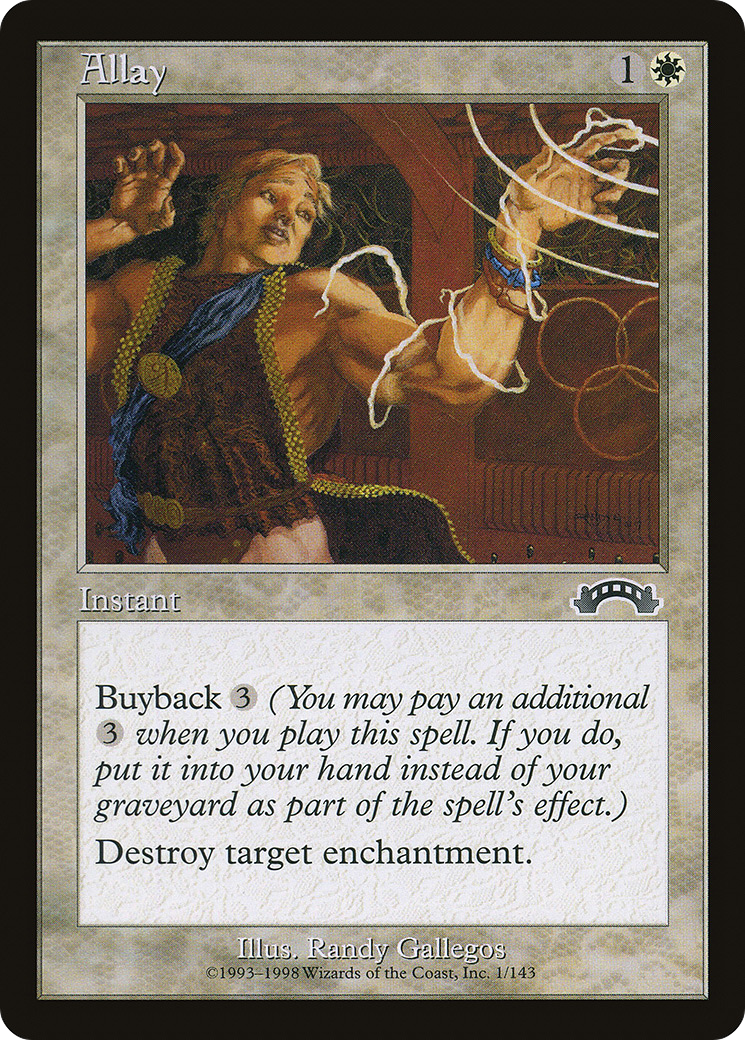 Allay 1
Instant
Buyback 3 (You may pay an additional
3 when you play this spell. If you do,
put it into your hand instead of your
graveyard as part of the spell's effect.)
Destroy target enchantment.
Illus. Randy Gallegos
©1993–1998 Wizards of the Coast, Inc. 1/143